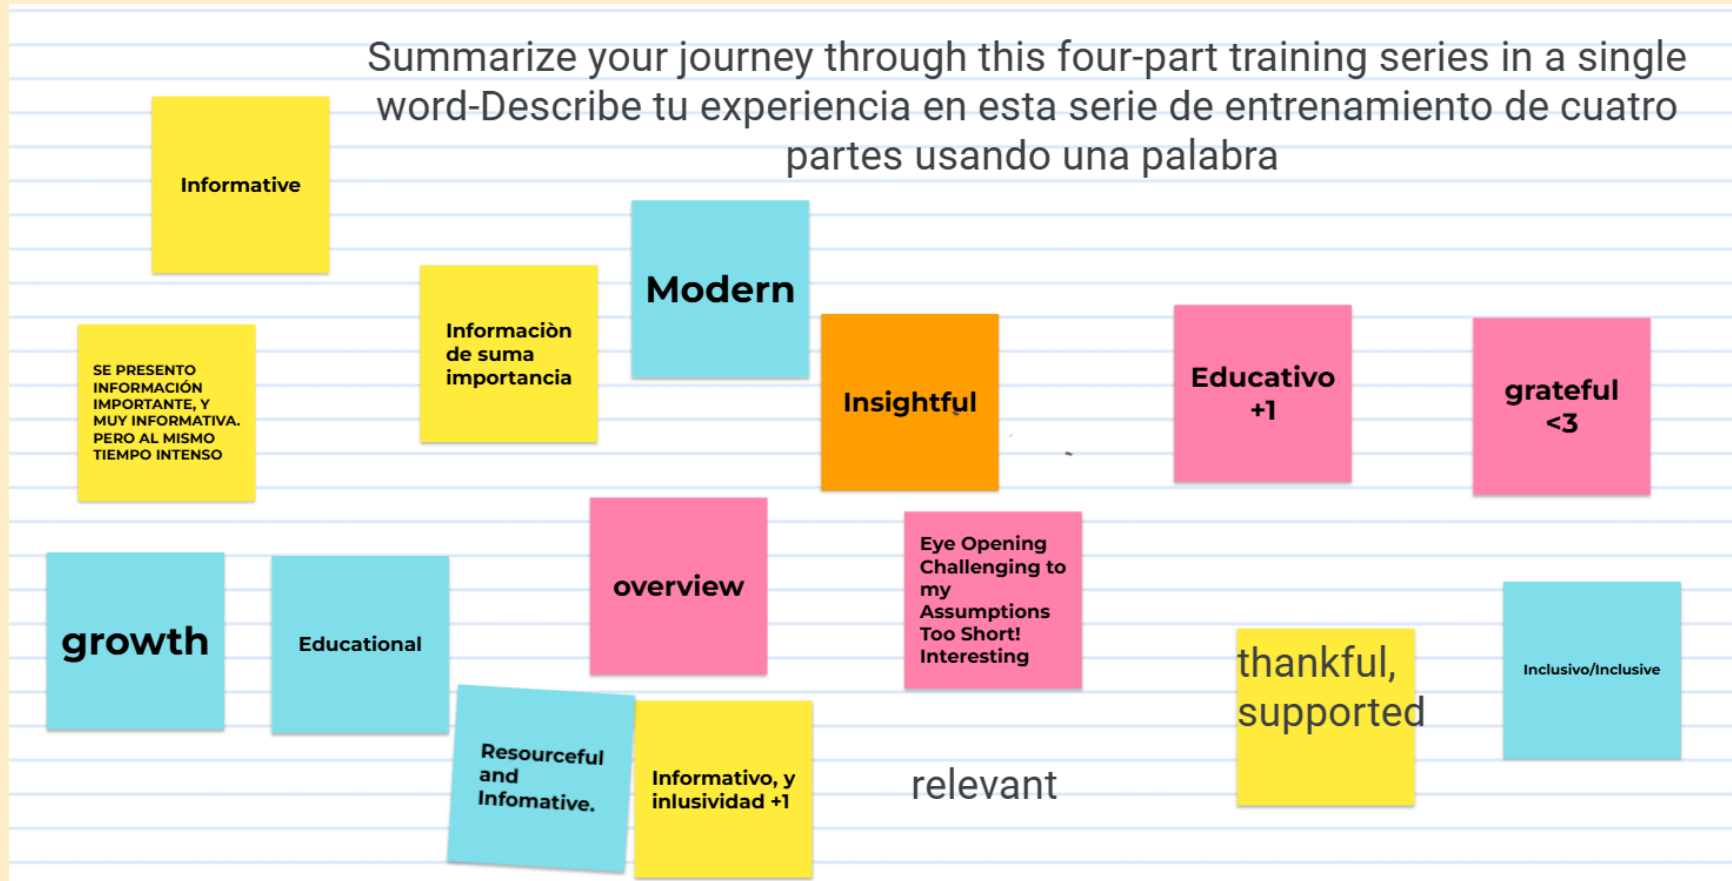 Summarize your journey through this four-part training series in a single
word-Describe tu experiencia en esta serie de entrenamiento de cuatro
partes usando una palabra
Informative
Modern
Informaciòn
de suma
importancia
SE PRESENTO
INFORMACIÓN
IMPORTANTE, Y
MUY INFORMATIVA.
PERO AL MISMO
TIEMPO INTENSO
Insightful
Educativo
+1
grateful
<3
growth
Educational
overview
Eye Opening
Challenging to
my
Assumptions
Too Short!
Interesting
thankful,
supported
Inclusivo/Inclusive
Resourceful
and
Infomative.
Informativo, y
inlusividad +1
relevant